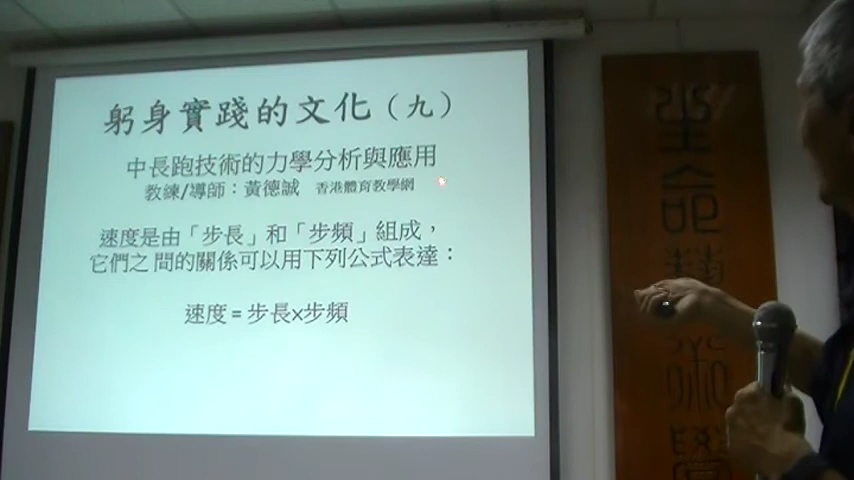 躬身實踐的文化（九）
中長跑技術的力學分析與應用
教練/導師：黃德誠 香港體育教學網
速度是由「步長」和「步頻」組成，
它們之間的關係可以用下列公式表達：
速度 = 步長x步頻
命
術